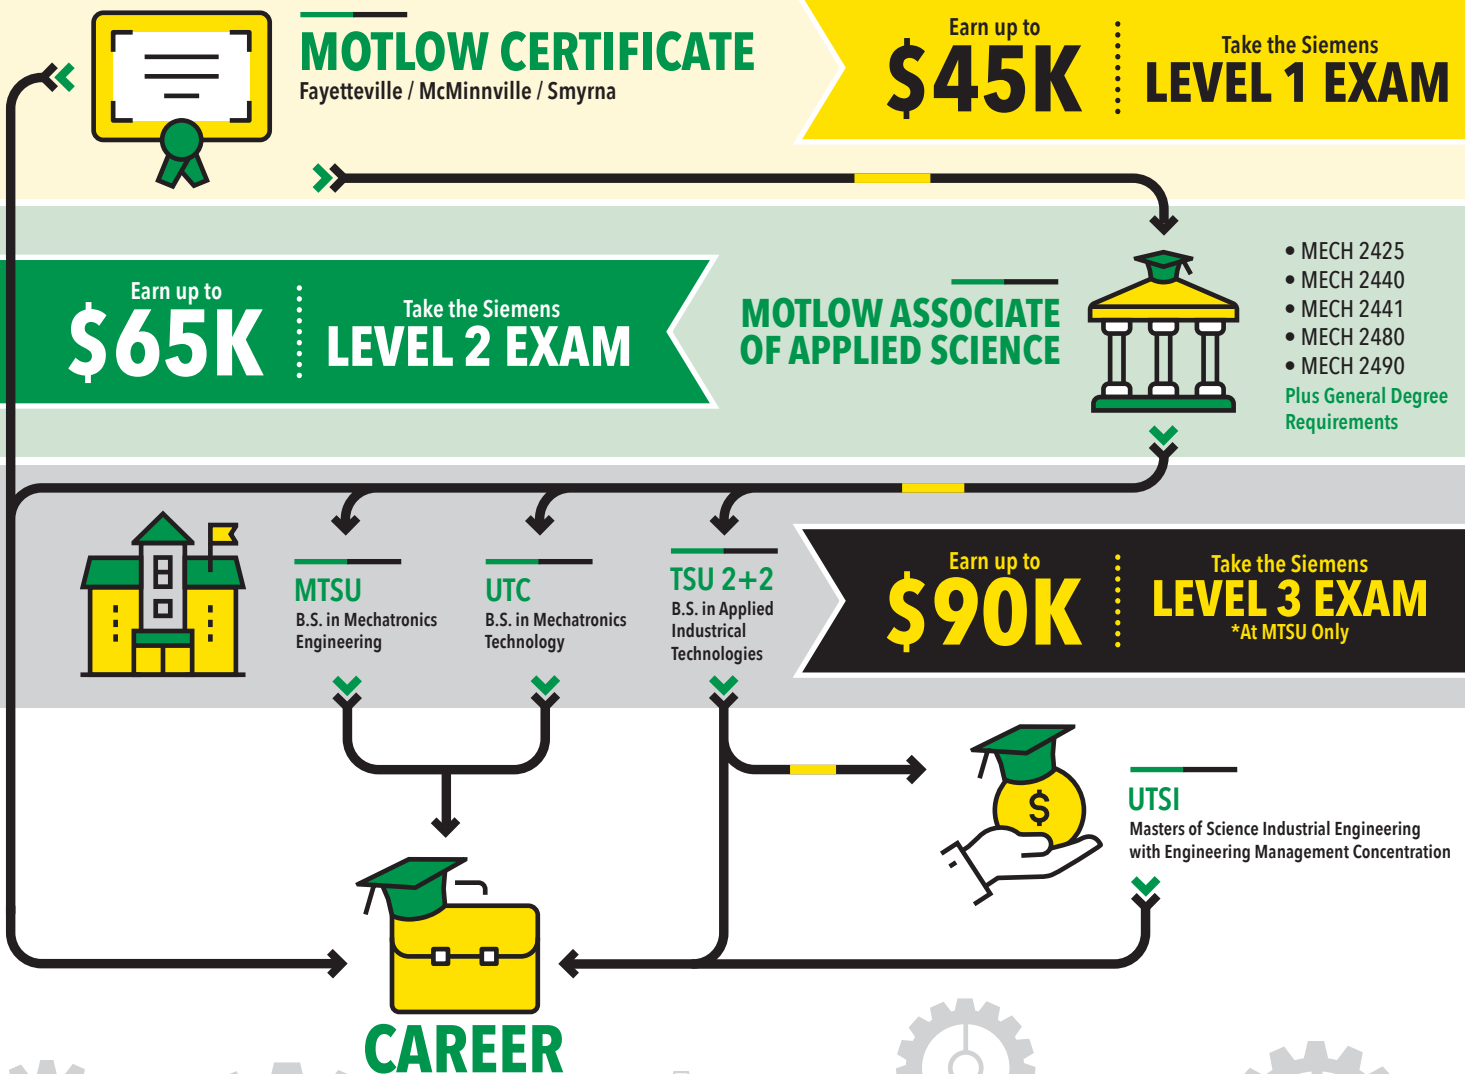 MOTLOW CERTIFICATE
Fayetteville / McMinnville / Smyrna
Earn up to
$45K
Take the Siemens
LEVEL 1 EXAM
Earn up to
$65K
Take the Siemens
LEVEL 2 EXAM
MOTLOW ASSOCIATE
OF APPLIED SCIENCE
• MECH 2425
• MECH 2440
• MECH 2441
• MECH 2480
• MECH 2490
Plus General Degree
Requirements
MTSU
B.S. in Mechatronics
Engineering
UTC
B.S. in Mechatronics
Technology
TSU 2+2
B.S. in Applied
Industrial
Technologies
Earn up to
$90K
Take the Siemens
LEVEL 3 EXAM
*At MTSU Only
$
UTSI
Masters of Science Industrial Engineering
with Engineering Management Concentration
CAREER